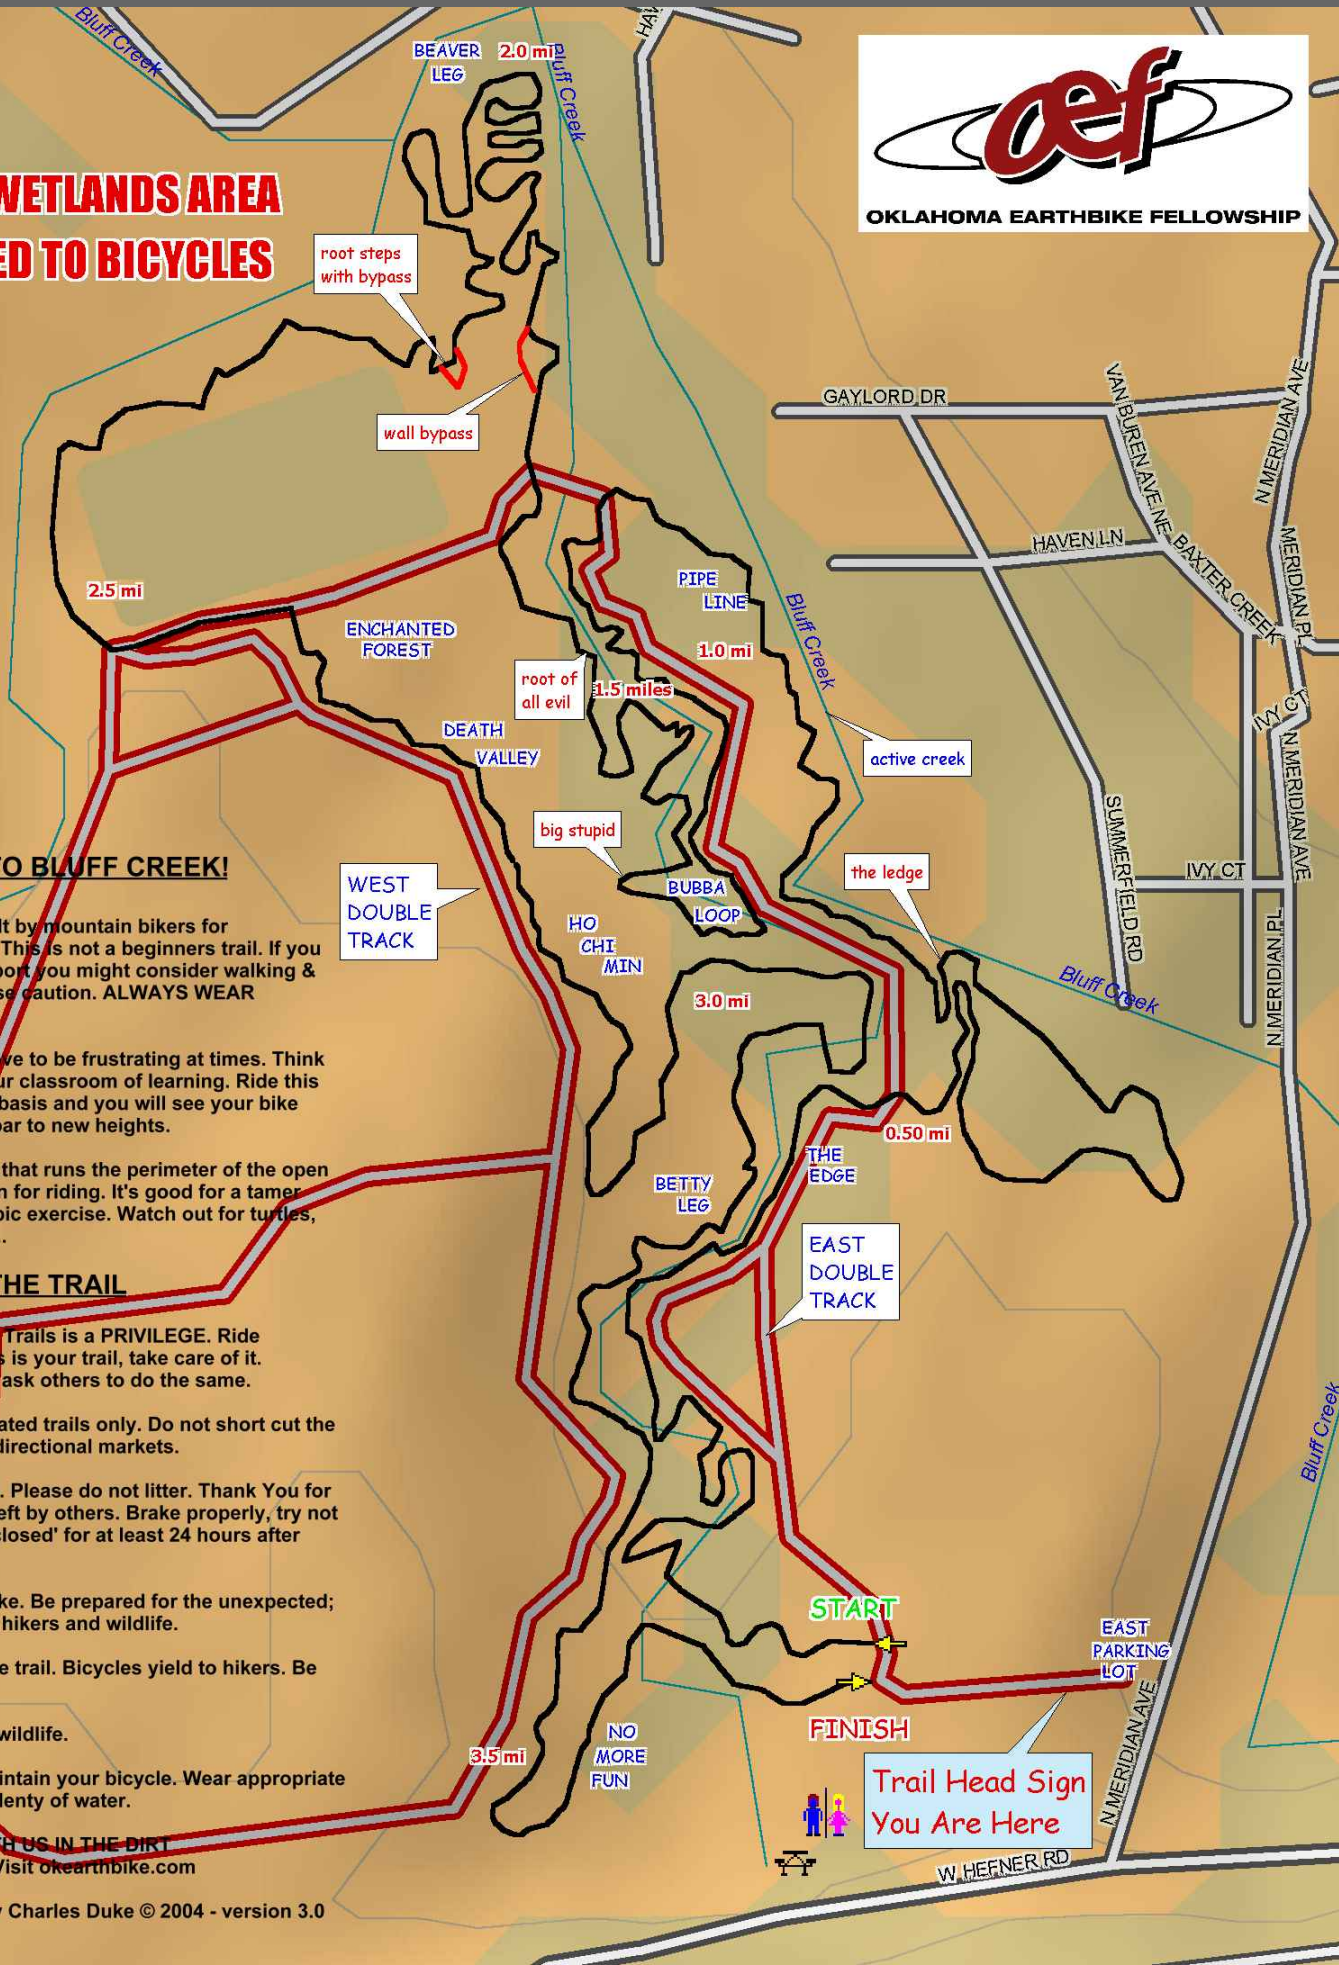 Bluff Creek
BEAVER
LEG
2.0 mi
Bluff Creek
oef
OKLAHOMA EARTHBIKE FELLOWSHIP
WETLANDS AREA
ED TO BICYCLES
root steps
with bypass
wall bypass
GAYLORD DR
VAN BUREN AVE NE
N MERIDIAN AVE
HAVEN LN
BAXTER CREEK
MERIDIAN PL
2.5 mi
ENCHANTED
FOREST
PIPE
LINE
Bluff Creek
1.0 mi
root of
all evil
1.5 miles
IVY CT
DEATH
VALLEY
active creek
N MERIDIAN AVE
SUMMERFIELD RD
big stupid
the ledge
IVY CT
BUBBA
LOOP
WEST
DOUBLE
TRACK
HO
CHI
MIN
Bluff Creek
N MERIDIAN PL
3.0 mi
TO BLUFF CREEK!
lt by mountain bikers for
This is not a beginners trail. If you
port you might consider walking &
se caution. ALWAYS WEAR
ve to be frustrating at times. Think
ur classroom of learning. Ride this
basis and you will see your bike
oar to new heights.
that runs the perimeter of the open
n for riding. It's good for a tamer
bic exercise. Watch out for turtles,
..
0.50 mi
THE
EDGE
BETTY
LEG
EAST
DOUBLE
TRACK
THE TRAIL
Trails is a PRIVILEGE. Ride
s is your trail, take care of it.
ask others to do the same.
ated trails only. Do not short cut the
directional markets.
. Please do not litter. Thank You for
eft by others. Brake properly, try not
closed' for at least 24 hours after
ke. Be prepared for the unexpected;
hikers and wildlife.
e trail. Bicycles yield to hikers. Be
wildlife.
intain your bicycle. Wear appropriate
lenty of water.
TH US IN THE DIRT
Visit okearthbike.com
y Charles Duke © 2004 - version 3.0
Bluff Creek
START
EAST
PARKING
LOT
FINISH
NO
MORE
FUN
3.5 mi
N MERIDIAN AVE
Trail Head Sign
You Are Here
W HEFNER RD